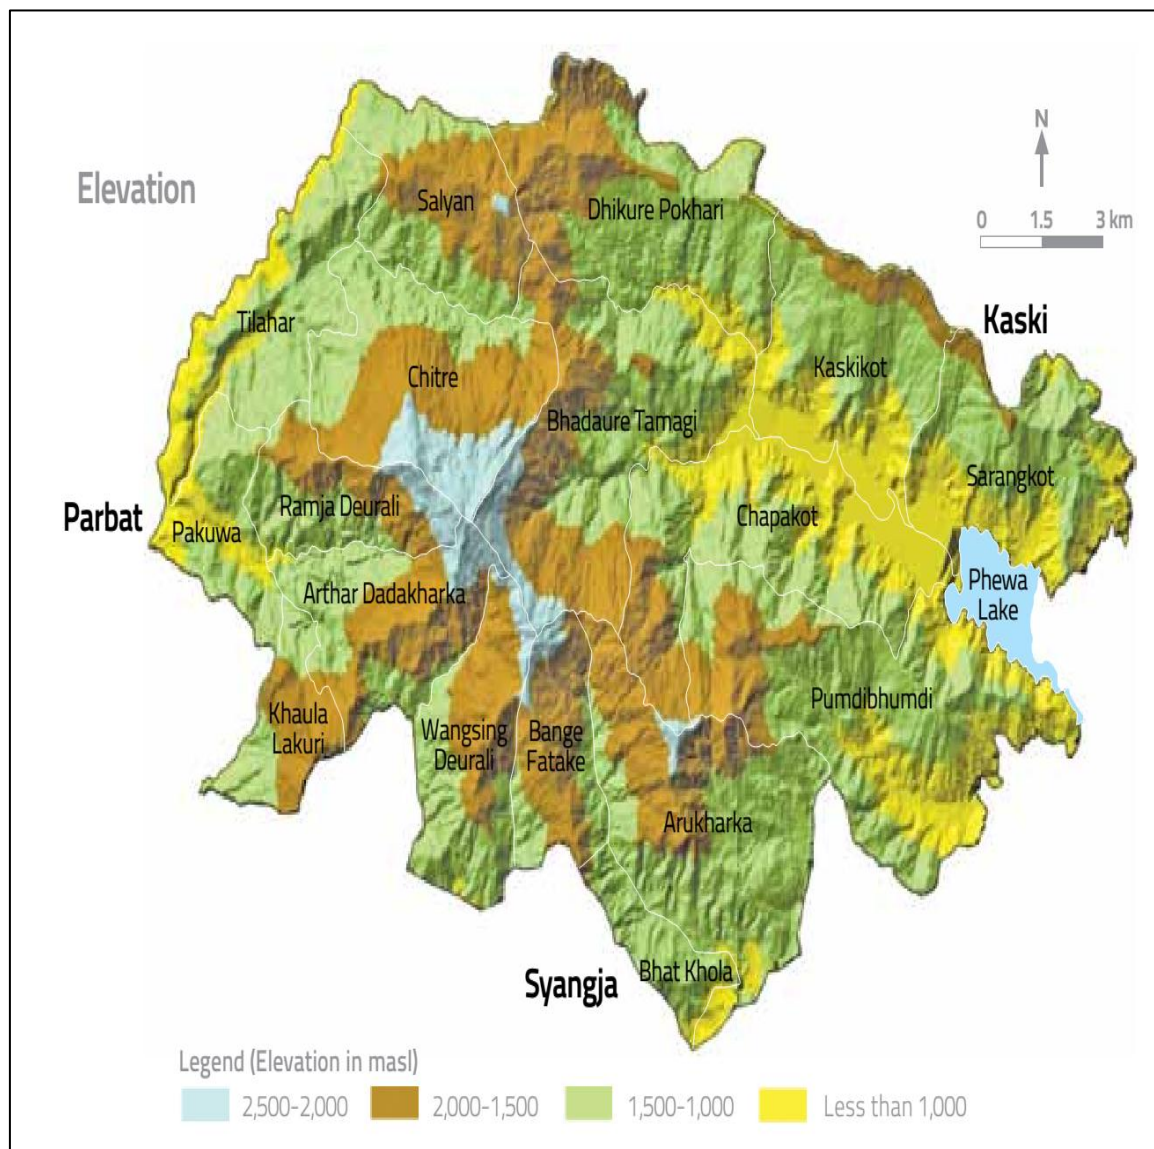 N
Elevation
Salyan
Dhikure Pokhari
0 1.5 3 km
Kaski
Tilahar
Chitre
Kaskikot
Bhadaure Tamagi
Sarangkot
Parbat
Pakuwa
Ramja Deurali
Chapakot
Arthar Dadakharka
Phewa
Lake
Khaula
Lakuri
Wangsing
Deurali
Bange
Fatake
Pumdibhumdi
Arukharka
Syangja
Bhat Khola
Legend (Elevation in masl)
2,500-2,000
2,000-1,500
1,500-1,000
Less than 1,000